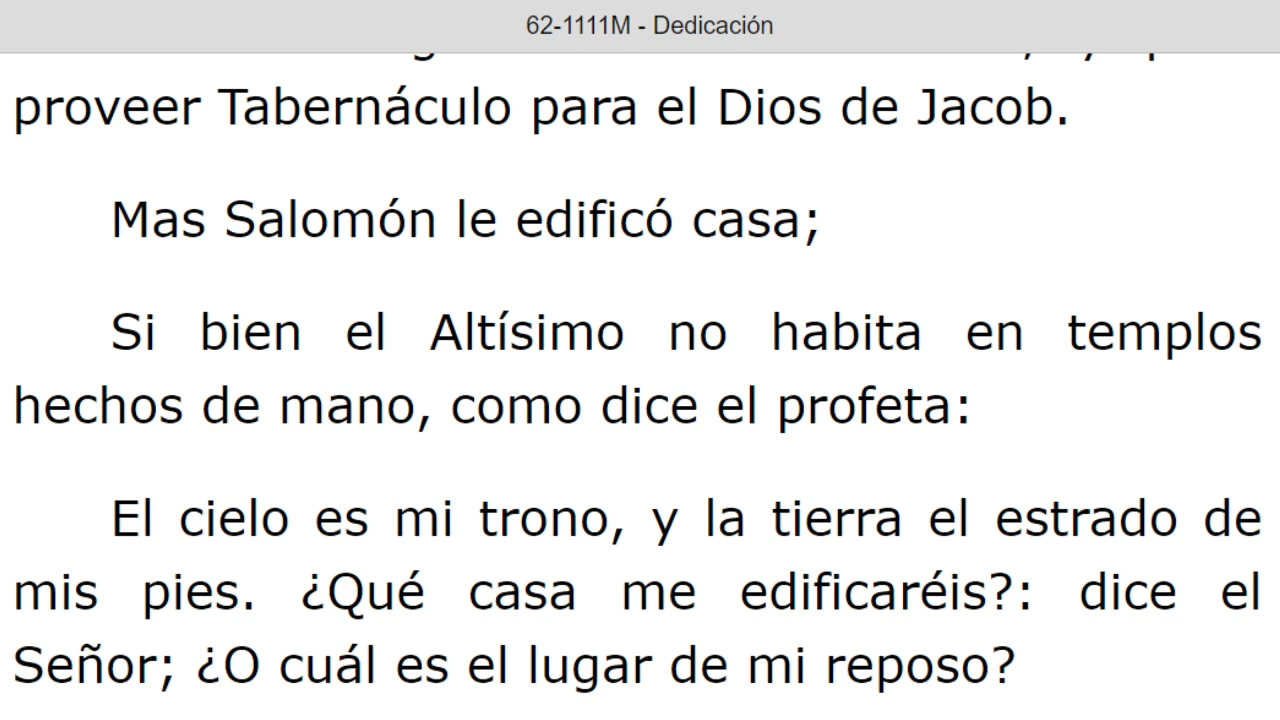 62-1111M - Dedicación
proveer Tabernáculo para el Dios de Jacob.
Mas Salomón le edificó casa;
Si bien el Altísimo no habita en templos
hechos de mano, como dice el profeta:
El cielo es mi trono, y la tierra el estrado de
mis pies. ¿Qué casa me edificaréis?: dice el
Señor; ¿O cuál es el lugar de mi reposo?